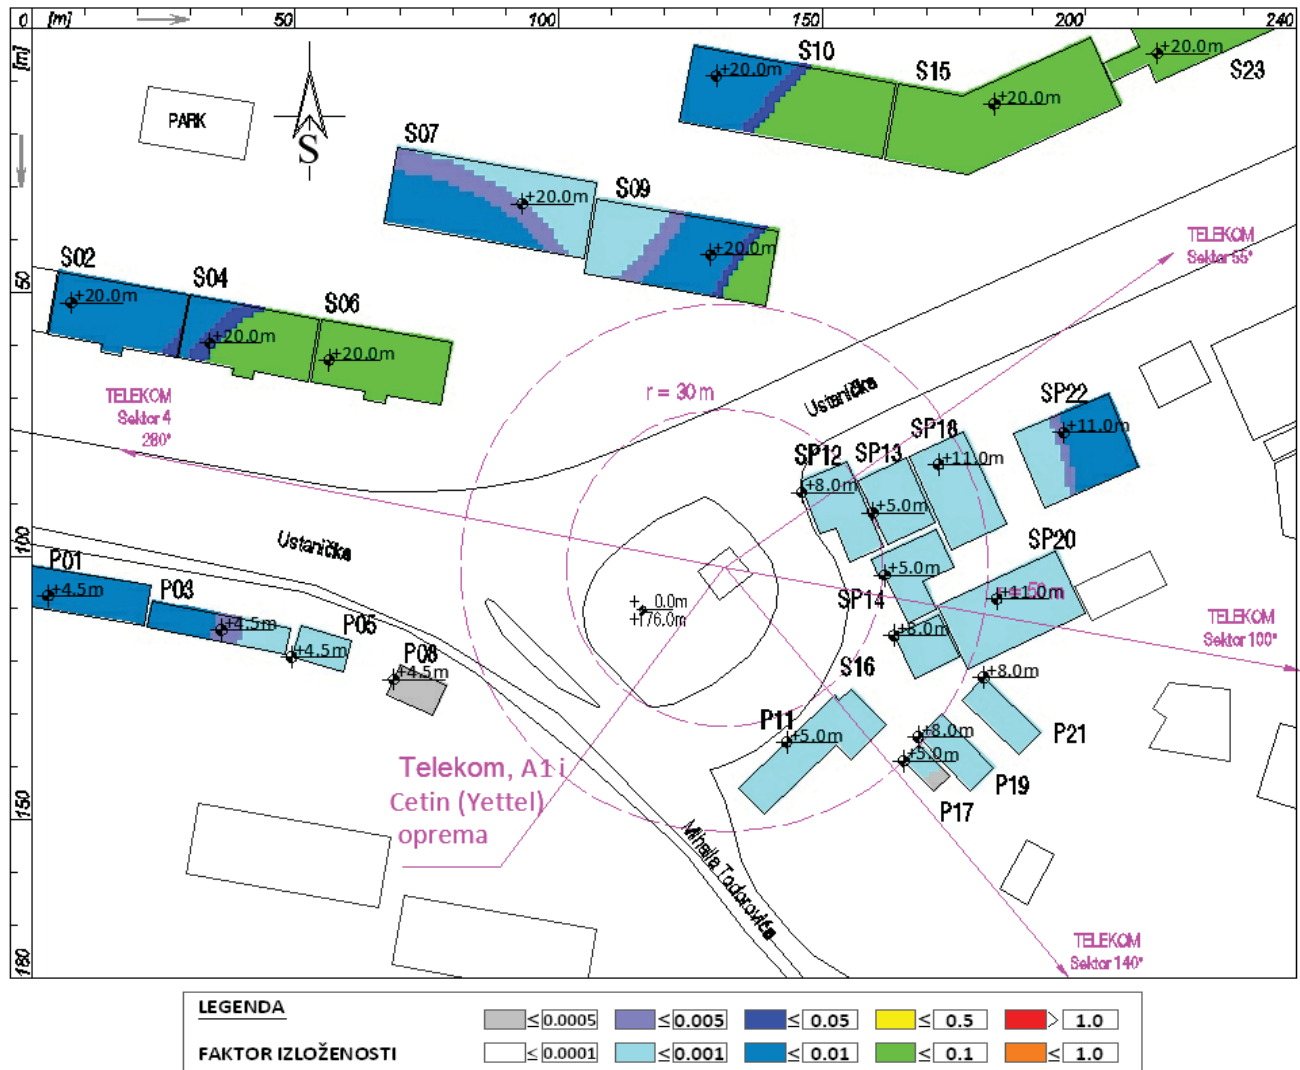 0 [m] 50 100 150 200 240
[m]
50
100
150
180
PARK
S
S10
+20.0m
S15
+20.0m
+20.0m
S23
S07
+20.0m
S09
+20.0m
TELEKOM
Sektor 55°
S02
+20.0m
S04
+20.0m
S06
+20.0m
TELEKOM
Sektor 4
280°
r = 30 m
Ustanička
SP22
+11.0m
SP18
+11.0m
SP13
SP12
+8.0m
+5.0m
Ustanička
P01
+4.5m
P03
+4.5m
P05
+4.5m
P08
+4.5m
0.0m
+176.0m
SP20
+5.0m
+11.0m
SP14
+8.0m
TELEKOM
Sektor 100°
S16
+8.0m
P11
+5.0m
+8.0m
+5.0m
P21
P19
P17
Telekom, A1 i
Cetin (Yettel)
oprema
Mihaila Todorovića
TELEKOM
Sektor 140°
LEGENDA
≤ 0.0005 ≤ 0.005 ≤ 0.05 ≤ 0.5 > 1.0
FAKTOR IZLOŽENOSTI
≤ 0.0001 ≤ 0.001 ≤ 0.01 ≤ 0.1 ≤ 1.0